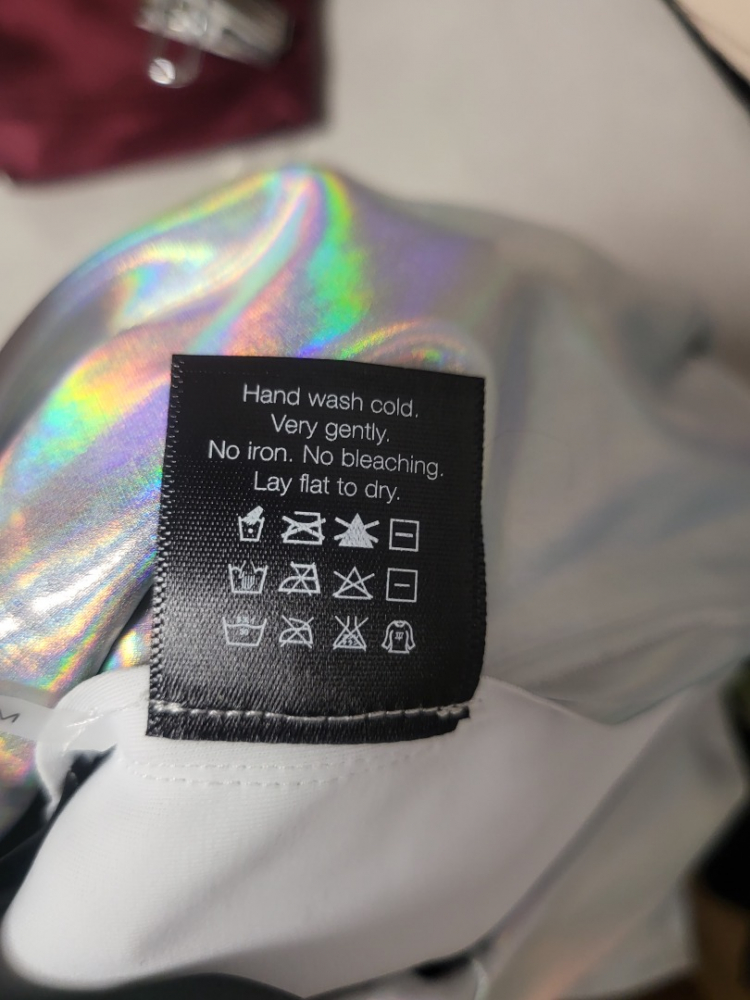 Hand wash cold.
Very gently.
No iron. No bleaching.
Lay flat to dry.
M